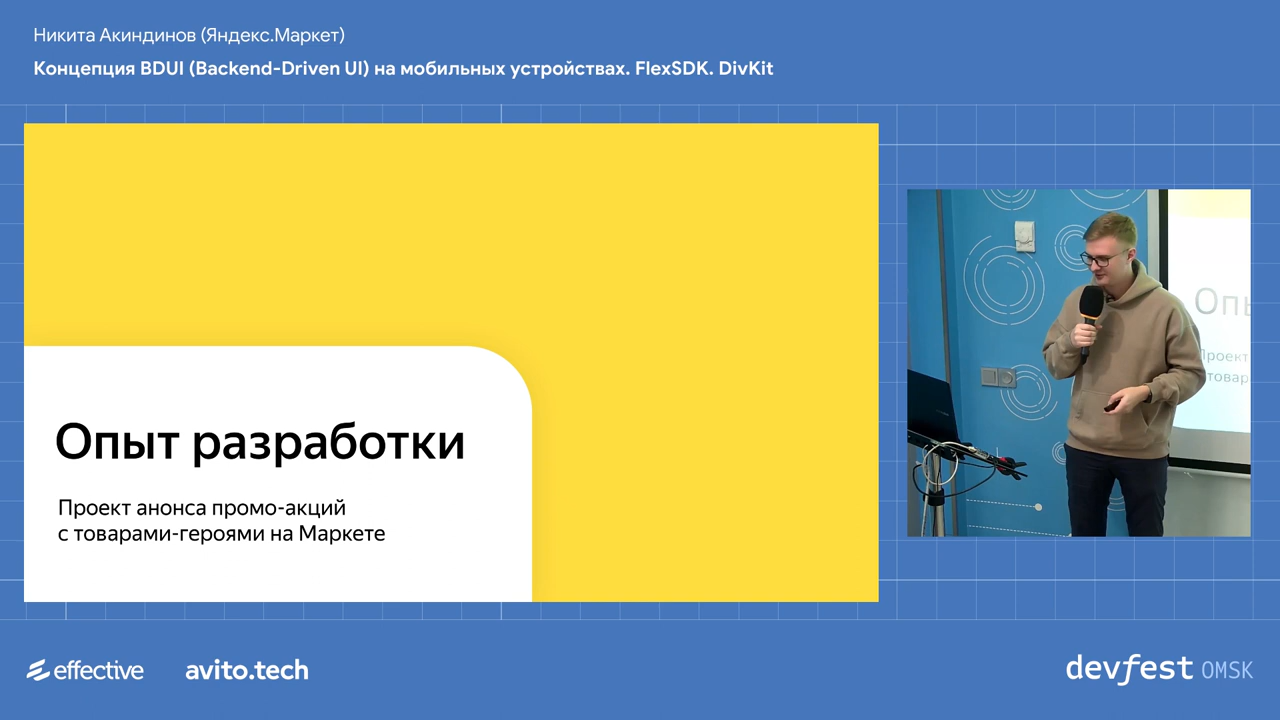 Никита Акиндинов (Яндекс.Маркет)
Концепция BDUI (Backend-Driven UI) на мобильных устройствах. FlexSDK. DivKit
Опыт разработки
Проект анонса промо-акций
с товарами-героями на Маркете
effective
avito.tech
devfest OMSK